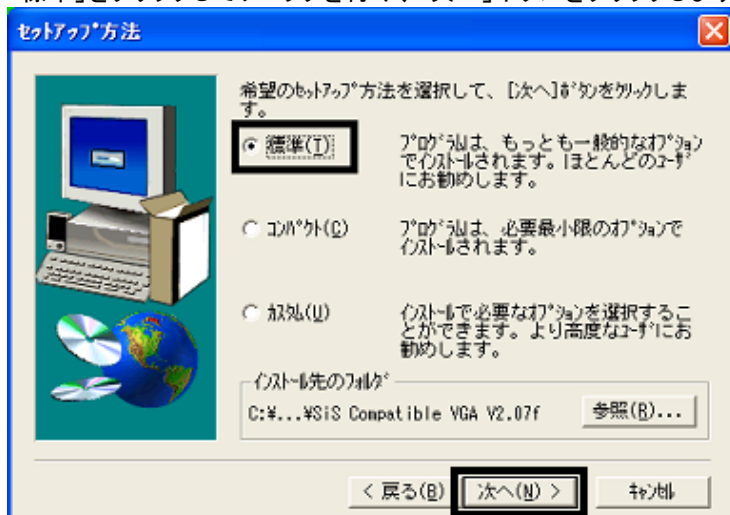 セットアップ方法
希望のセットアップ方法を選択して、[次へ]ボタンをクリックしま
す。
標準(T)
プログラムは、もっとも一般的なオプション
でインストールされます。ほとんどのユーザ
にお勧めします。
コンパクト(C)
プログラムは、必要最小限のオプションで
インストールされます。
カスタム(U)
インストールで必要なオプションを選択するこ
とができます。より高度なユーザにお
勧めします。
インストール先のフォルダ
C:¥...¥SiS Compatible VGA V2.07f
参照(R)...
< 戻る(B)
次へ(N) >
キャンセル